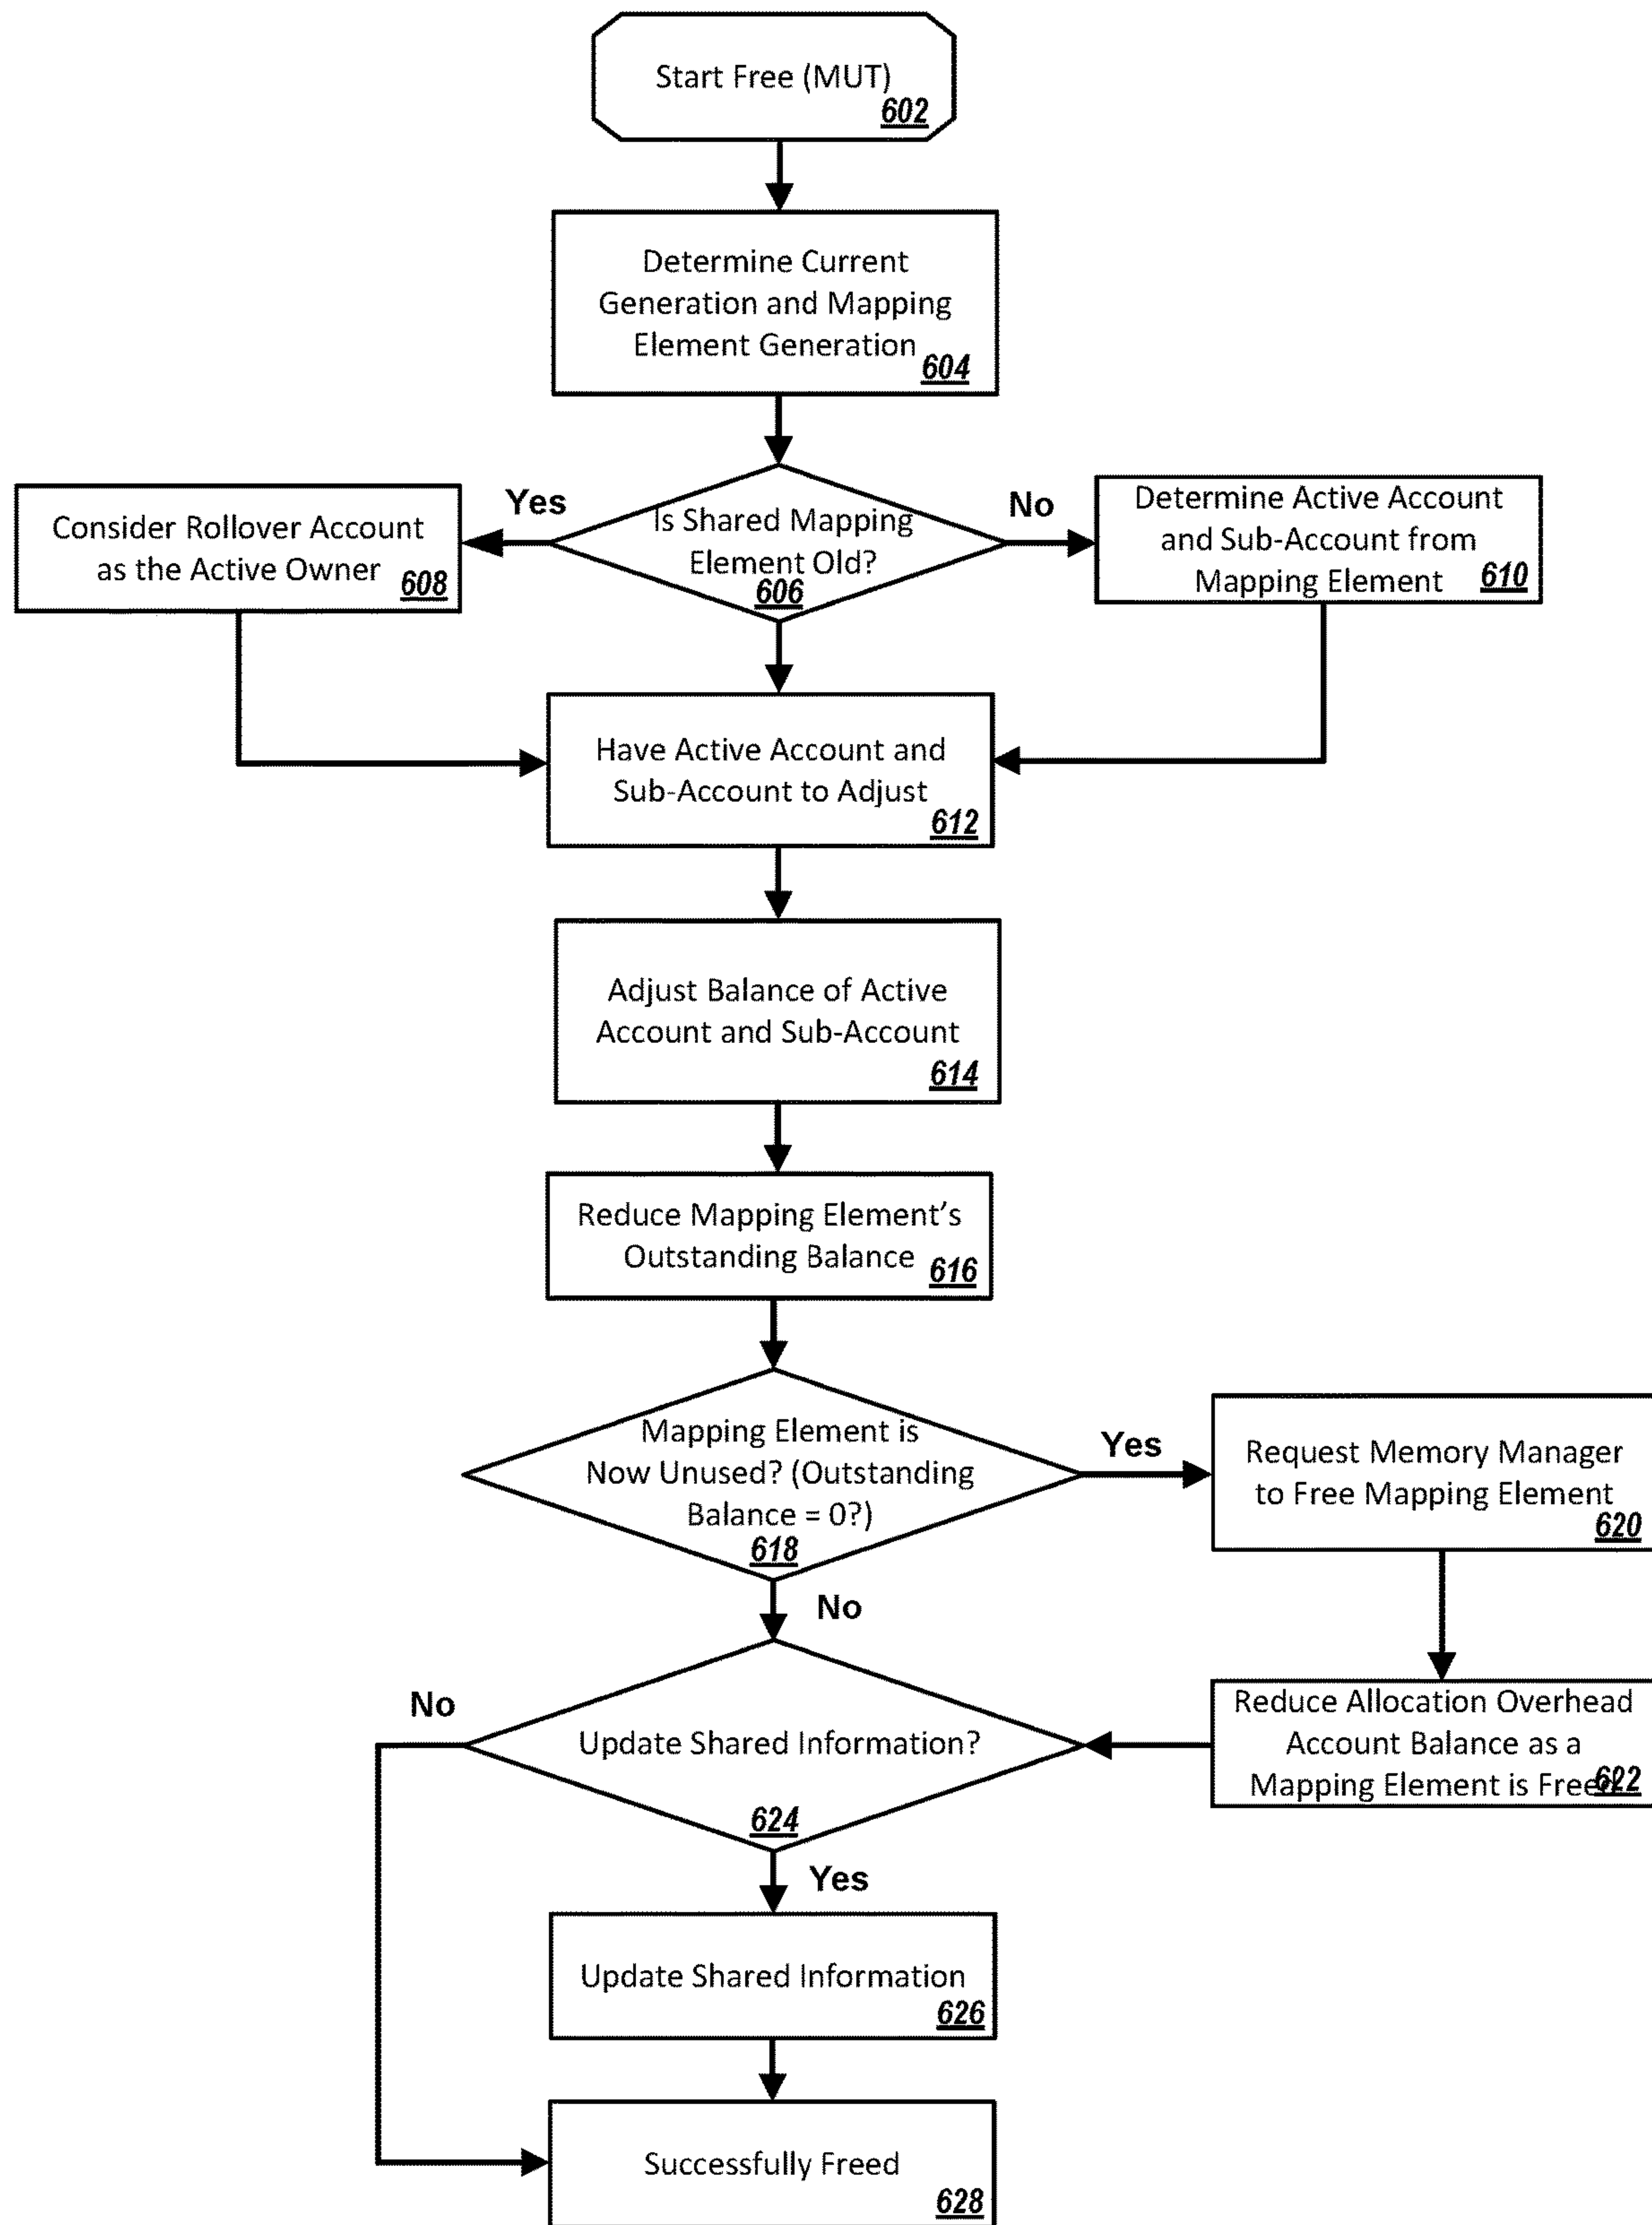 Start Free (MUT)
602
Determine Current
Generation and Mapping
Element Generation
604
Yes
No
Is Shared Mapping
Element Old?
606
Consider Rollover Account
as the Active Owner
608
Determine Active Account
and Sub-Account from
Mapping Element
610
Have Active Account and
Sub-Account to Adjust
612
Adjust Balance of Active
Account and Sub-Account
614
Reduce Mapping Element’s
Outstanding Balance
616
Mapping Element is
Now Unused? (Outstanding
Balance = 0?)
618
Yes
Request Memory Manager
to Free Mapping Element
620
No
No
Update Shared Information?
624
Reduce Allocation Overhead
Account Balance as a
Mapping Element is Freed
622
Yes
Update Shared Information
626
Successfully Freed
628